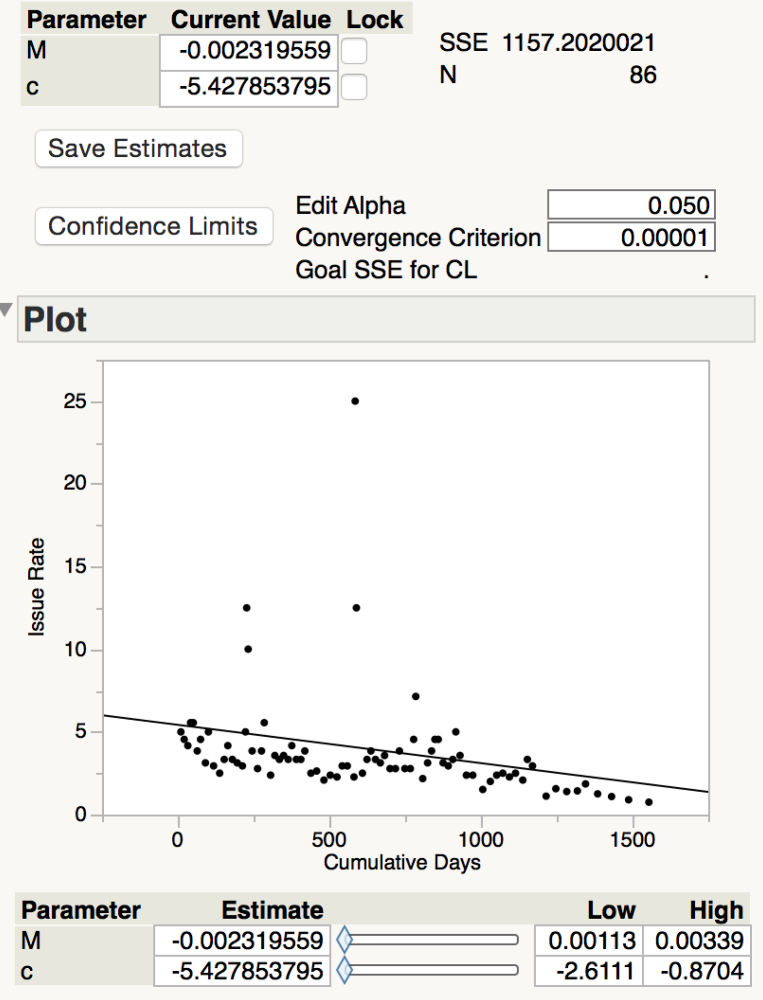 Parameter Current Value Lock
M -0.002319559
c -5.427853795
SSE 1157.2020021
N 86
Save Estimates
Confidence Limits
Edit Alpha 0.050
Convergence Criterion 0.00001
Goal SSE for CL .
Plot
25
20
15
10
5
0
Issue Rate
0 500 1000 1500
Cumulative Days
Parameter Estimate Low High
M -0.002319559 0.00113 0.00339
c -5.427853795 -2.6111 -0.8704